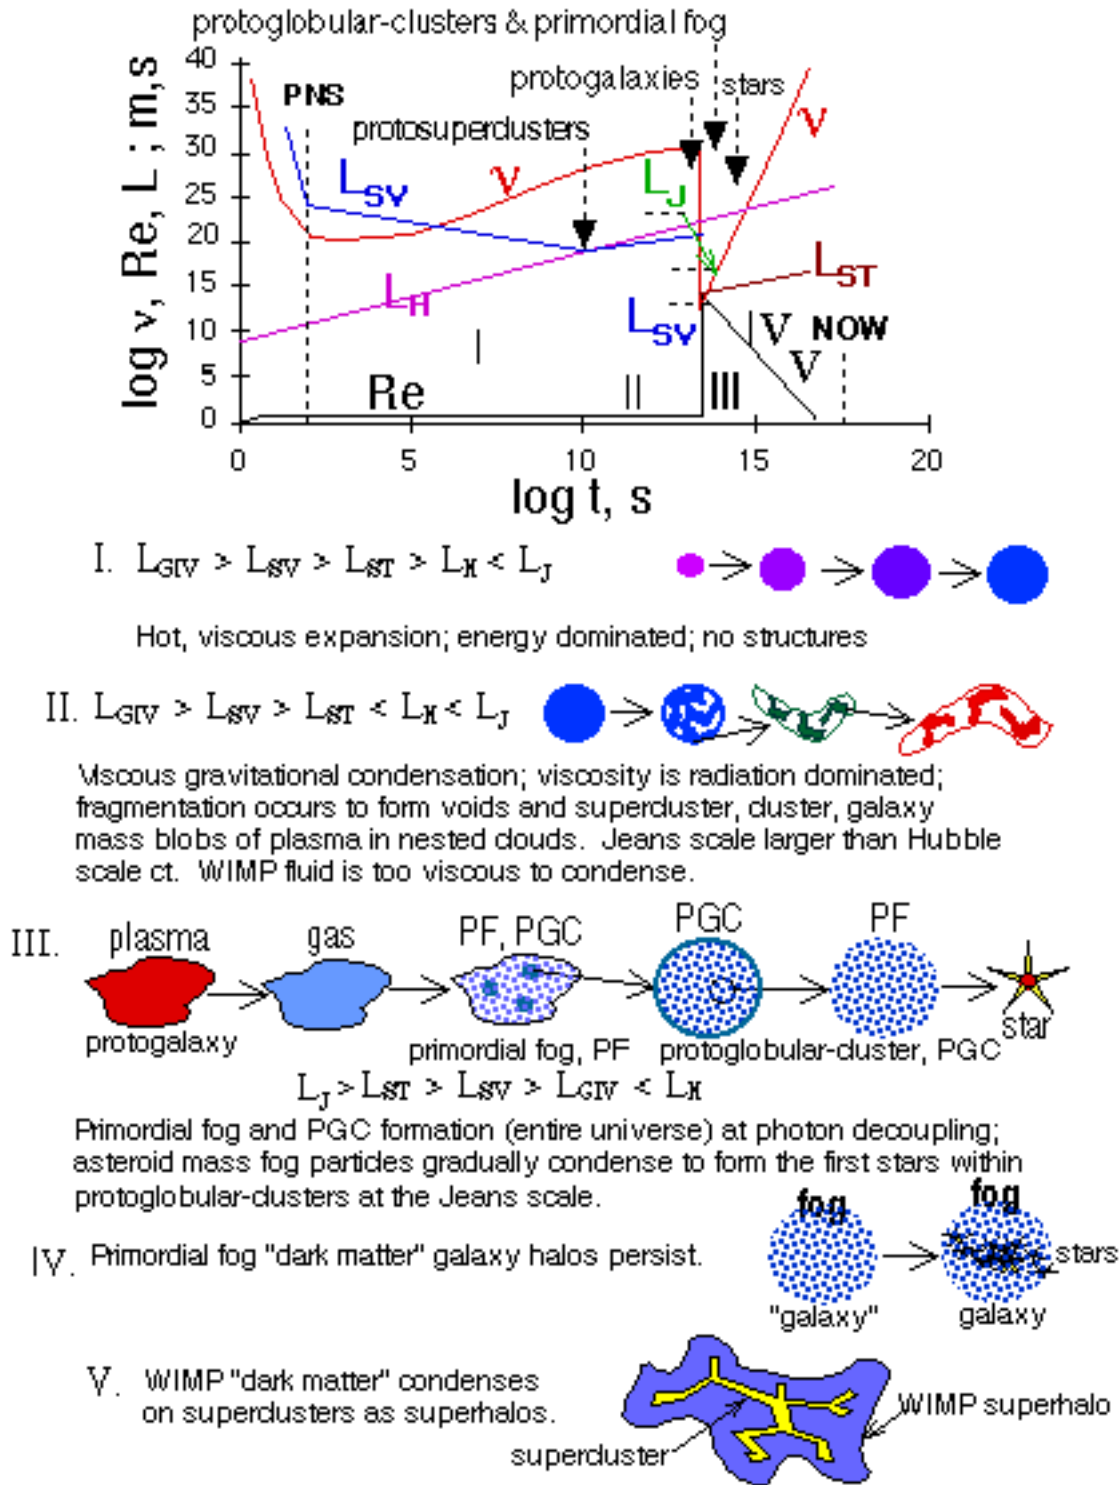 protoglobular-clusters & primordial fog
protogalaxies
stars
PNS
protosuperclusters
40
35
30
25
20
15
10
5
0
log ν, Re, L ; m,s
L_SV
ν
L_J
ν
L_H
L_SV
L_ST
I
II
III
IV
V
NOW
Re
0 5 10 15 20
log t, s
I. L_GIV > L_SV > L_ST > L_H < L_J
Hot, viscous expansion; energy dominated; no structures
II. L_GIV > L_SV > L_ST < L_H < L_J
Viscous gravitational condensation; viscosity is radiation dominated;
fragmentation occurs to form voids and supercluster, cluster, galaxy
mass blobs of plasma in nested clouds. Jeans scale larger than Hubble
scale ct. WIMP fluid is too viscous to condense.
III.
plasma gas PF, PGC PGC PF
protogalaxy
primordial fog, PF
protoglobular-cluster, PGC
star
L_J > L_ST > L_SV > L_GIV < L_H
Primordial fog and PGC formation (entire universe) at photon decoupling;
asteroid mass fog particles gradually condense to form the first stars within
protoglobular-clusters at the Jeans scale.
IV. Primordial fog "dark matter" galaxy halos persist.
fog fog
stars
"galaxy" galaxy
V. WIMP "dark matter" condenses
on superclusters as superhalos.
WIMP superhalo
supercluster